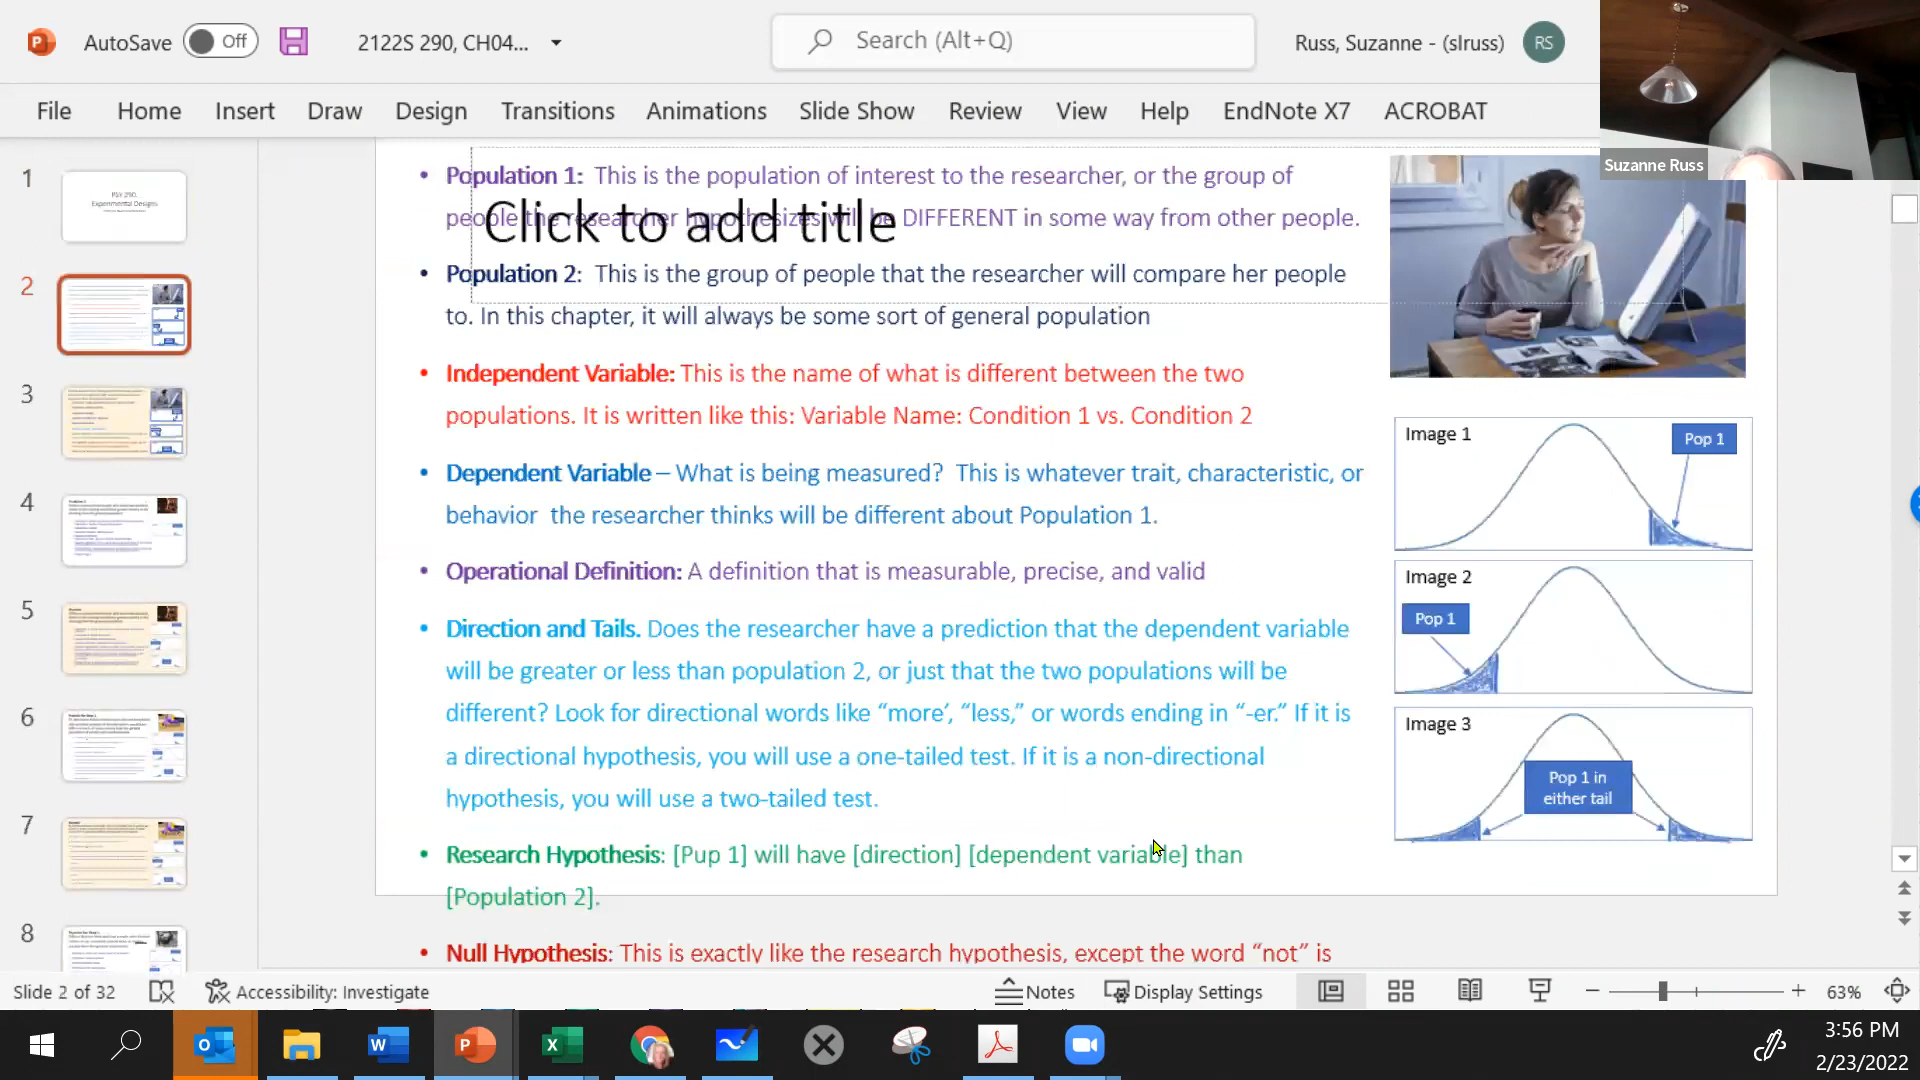 AutoSave Off 2122S 290, CH04... Search (Alt+Q) Russ, Suzanne - (slruss) RS
File Home Insert Draw Design Transitions Animations Slide Show Review View Help EndNote X7 ACROBAT
Suzanne Russ
1
PSY 290,
Experimental Designs
2
3
4
5
6
7
8
Click to add title
• Population 1: This is the population of interest to the researcher, or the group of
people the researcher hypothesizes will be DIFFERENT in some way from other people.
• Population 2: This is the group of people that the researcher will compare her people
to. In this chapter, it will always be some sort of general population
• Independent Variable: This is the name of what is different between the two
populations. It is written like this: Variable Name: Condition 1 vs. Condition 2
• Dependent Variable – What is being measured? This is whatever trait, characteristic, or
behavior the researcher thinks will be different about Population 1.
• Operational Definition: A definition that is measurable, precise, and valid
• Direction and Tails. Does the researcher have a prediction that the dependent variable
will be greater or less than population 2, or just that the two populations will be
different? Look for directional words like “more’, “less,” or words ending in “-er.” If it is
a directional hypothesis, you will use a one-tailed test. If it is a non-directional
hypothesis, you will use a two-tailed test.
• Research Hypothesis: [Pup 1] will have [direction] [dependent variable] than
[Population 2].
• Null Hypothesis: This is exactly like the research hypothesis, except the word “not” is
Image 1
Pop 1
Image 2
Pop 1
Image 3
Pop 1 in
either tail
Slide 2 of 32 Accessibility: Investigate Notes Display Settings 63%
3:56 PM
2/23/2022